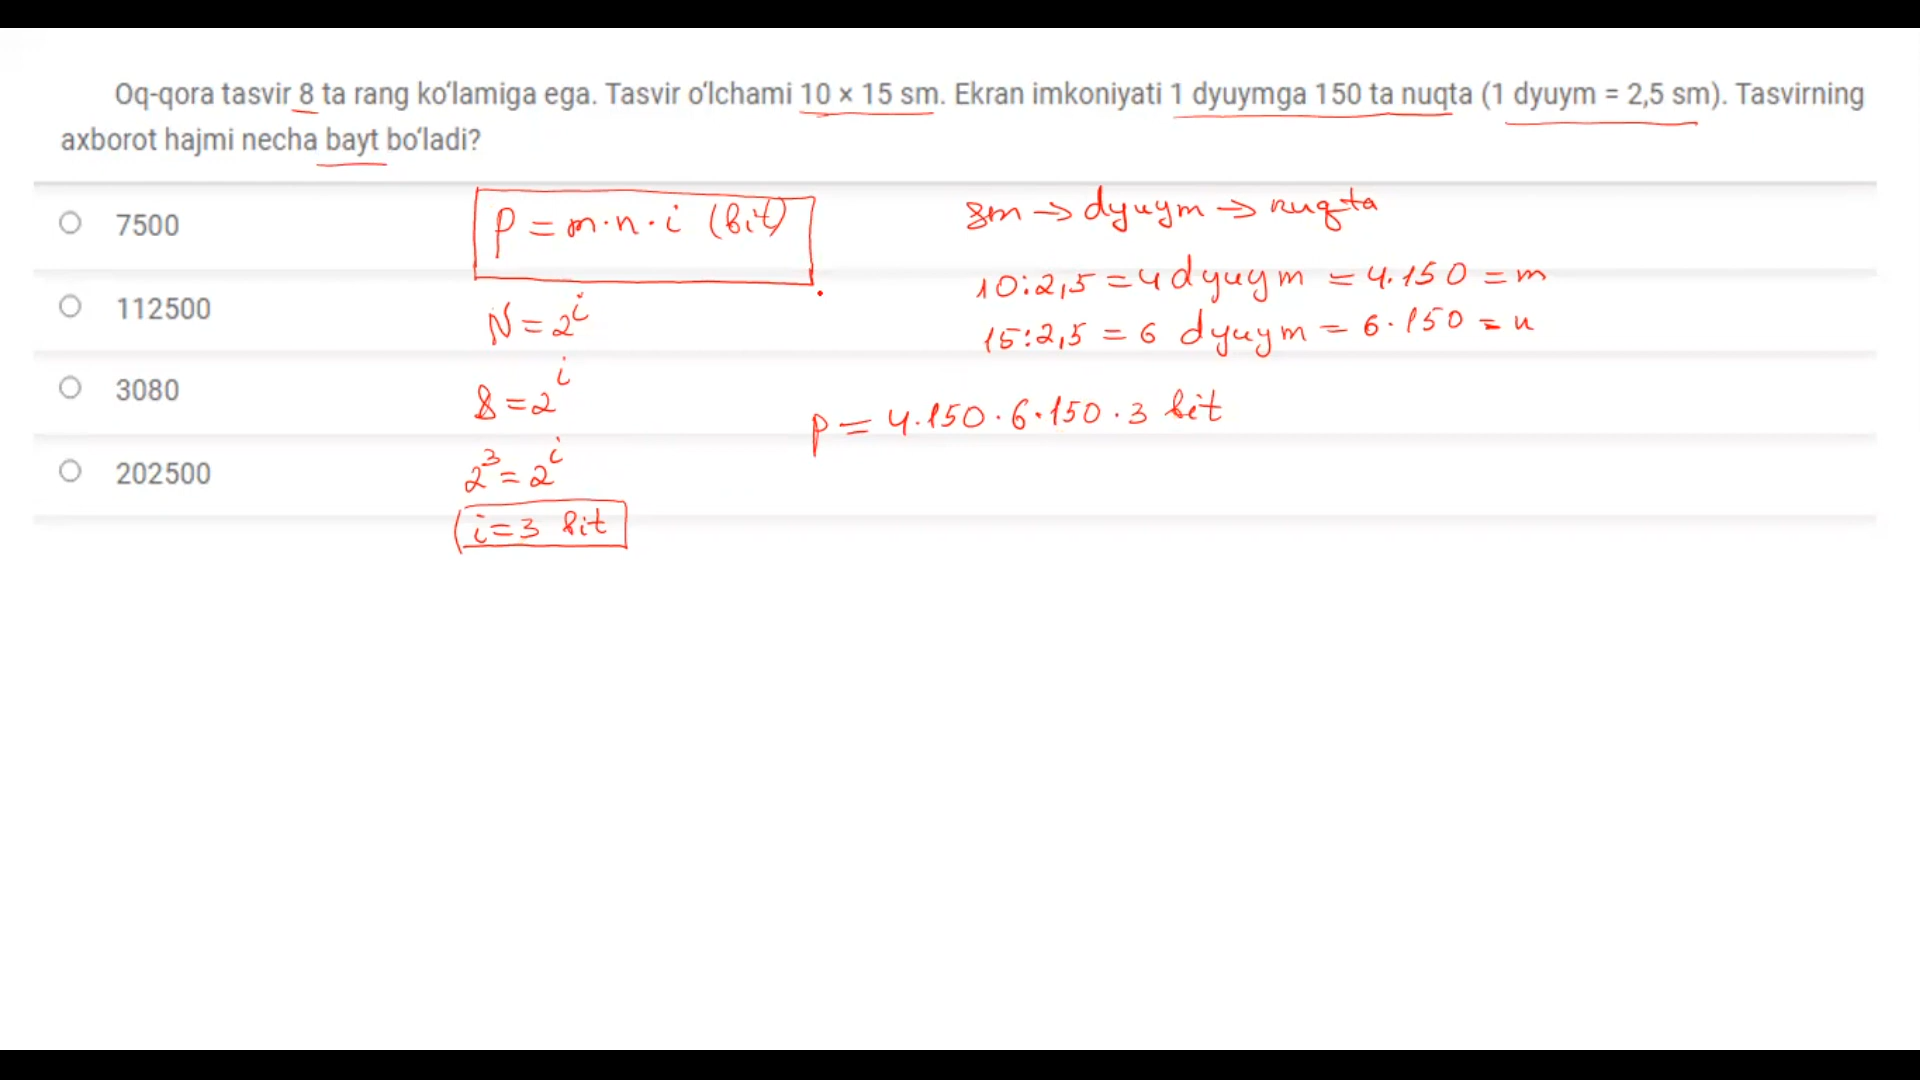 Oq-qora tasvir 8 ta rang ko‘lamiga ega. Tasvir o‘lchami 10 × 15 sm. Ekran imkoniyati 1 dyuymga 150 ta nuqta (1 dyuym = 2,5 sm). Tasvirning
axborot hajmi necha bayt bo‘ladi?
7500
112500
3080
202500
P = m·n·i (bit)
N = 2^i
8 = 2^i
2^3 = 2^i
i=3 bit
sm → dyuym → nuqta
10:2,5 = 4 dyuym = 4·150 = m
15:2,5 = 6 dyuym = 6·150 = n
P = 4·150·6·150·3 bit